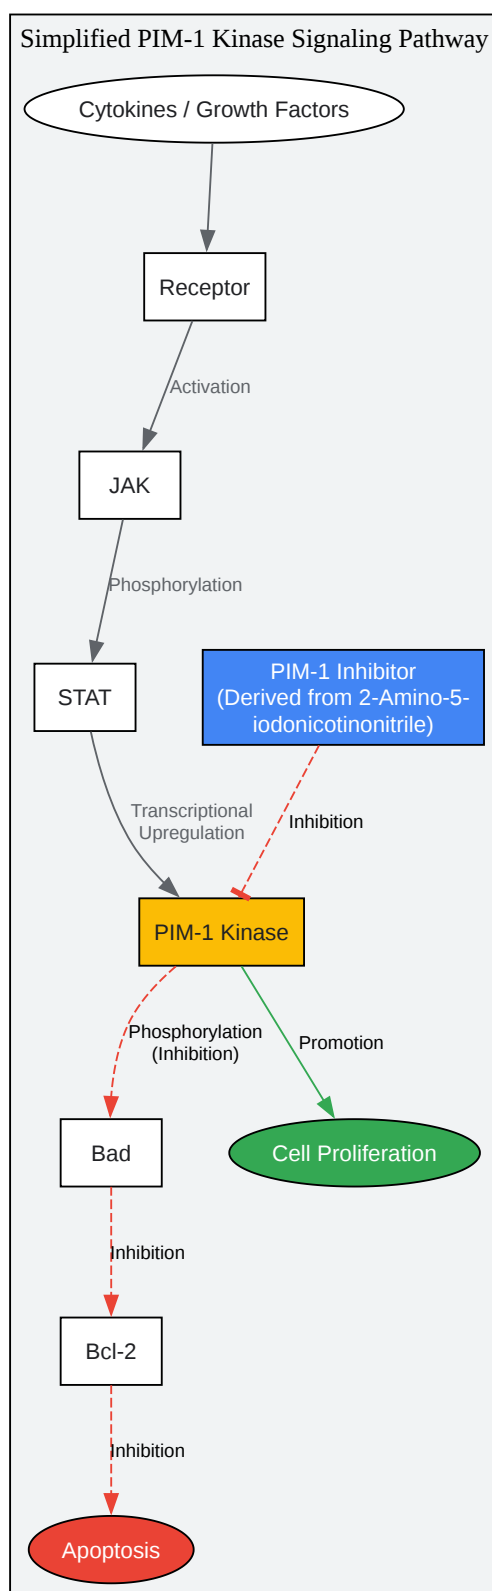 Simplified PIM-1 Kinase Signaling Pathway
Cytokines / Growth Factors
Receptor
Activation
JAK
Phosphorylation
STAT
PIM-1 Inhibitor
(Derived from 2-Amino-5-
iodonicotinonitrile)
Transcriptional
Upregulation
Inhibition
PIM-1 Kinase
Phosphorylation
(Inhibition)
Promotion
Bad
Cell Proliferation
Inhibition
Bcl-2
Inhibition
Apoptosis